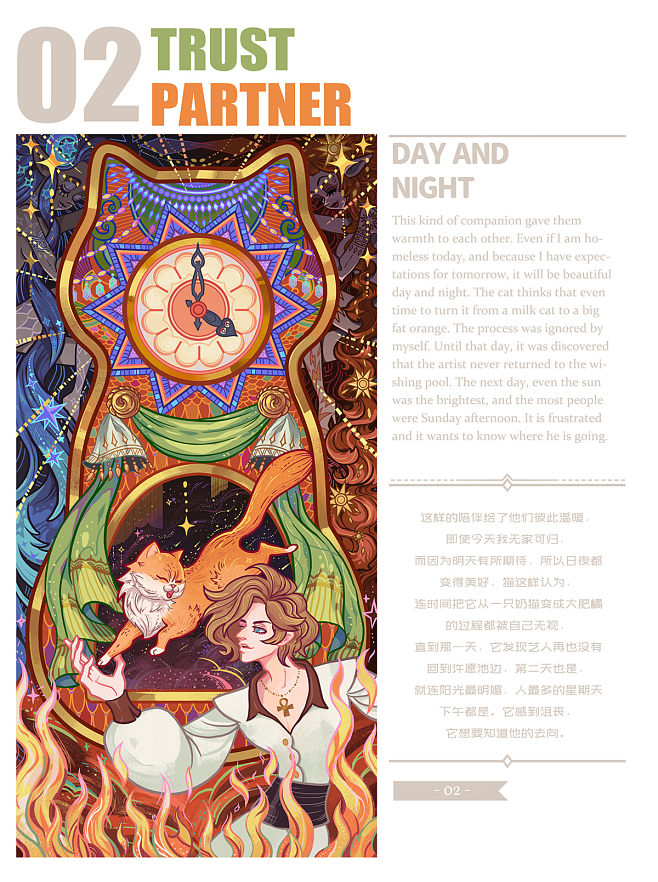 02
TRUST
PARTNER
DAY AND
NIGHT
This kind of companion gave them
warmth to each other. Even if I am ho-
meless today, and because I have expec-
tations for tomorrow, it will be beautiful
day and night. The cat thinks that even
time to turn it from a milk cat to a big
fat orange. The process was ignored by
myself. Until that day, it was discovered
that the artist never returned to the wi-
shing pool. The next day, even the sun
was the brightest, and the most people
were Sunday afternoon. It is frustrated
and it wants to know where he is going.
这样的陪伴给了他们彼此温暖，
即使今天我无家可归，
而因为明天有所期待，所以日夜都
变得美好，猫这样认为，
连时间把它从一只奶猫变成大肥橘
的过程都被自己无视，
直到那一天，它发现艺人再也没有
回到许愿池边，第二天也是，
就连阳光最明媚，人最多的星期天
下午都是。它感到沮丧，
它想要知道他的去向。
- 02 -